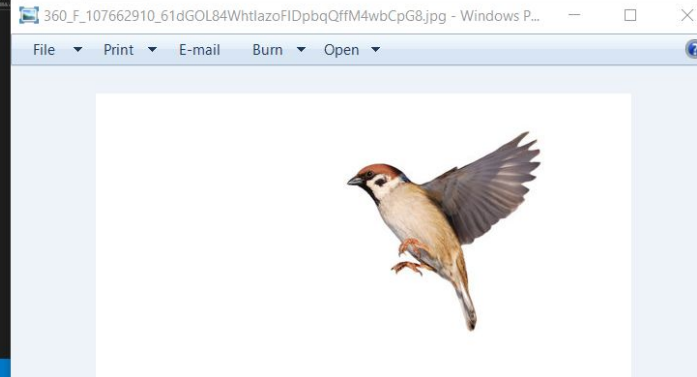 360_F_107662910_61dGOL84WhtlazoFIDpbqQffM4wbCpG8.jpg - Windows P...
File Print E-mail Burn Open